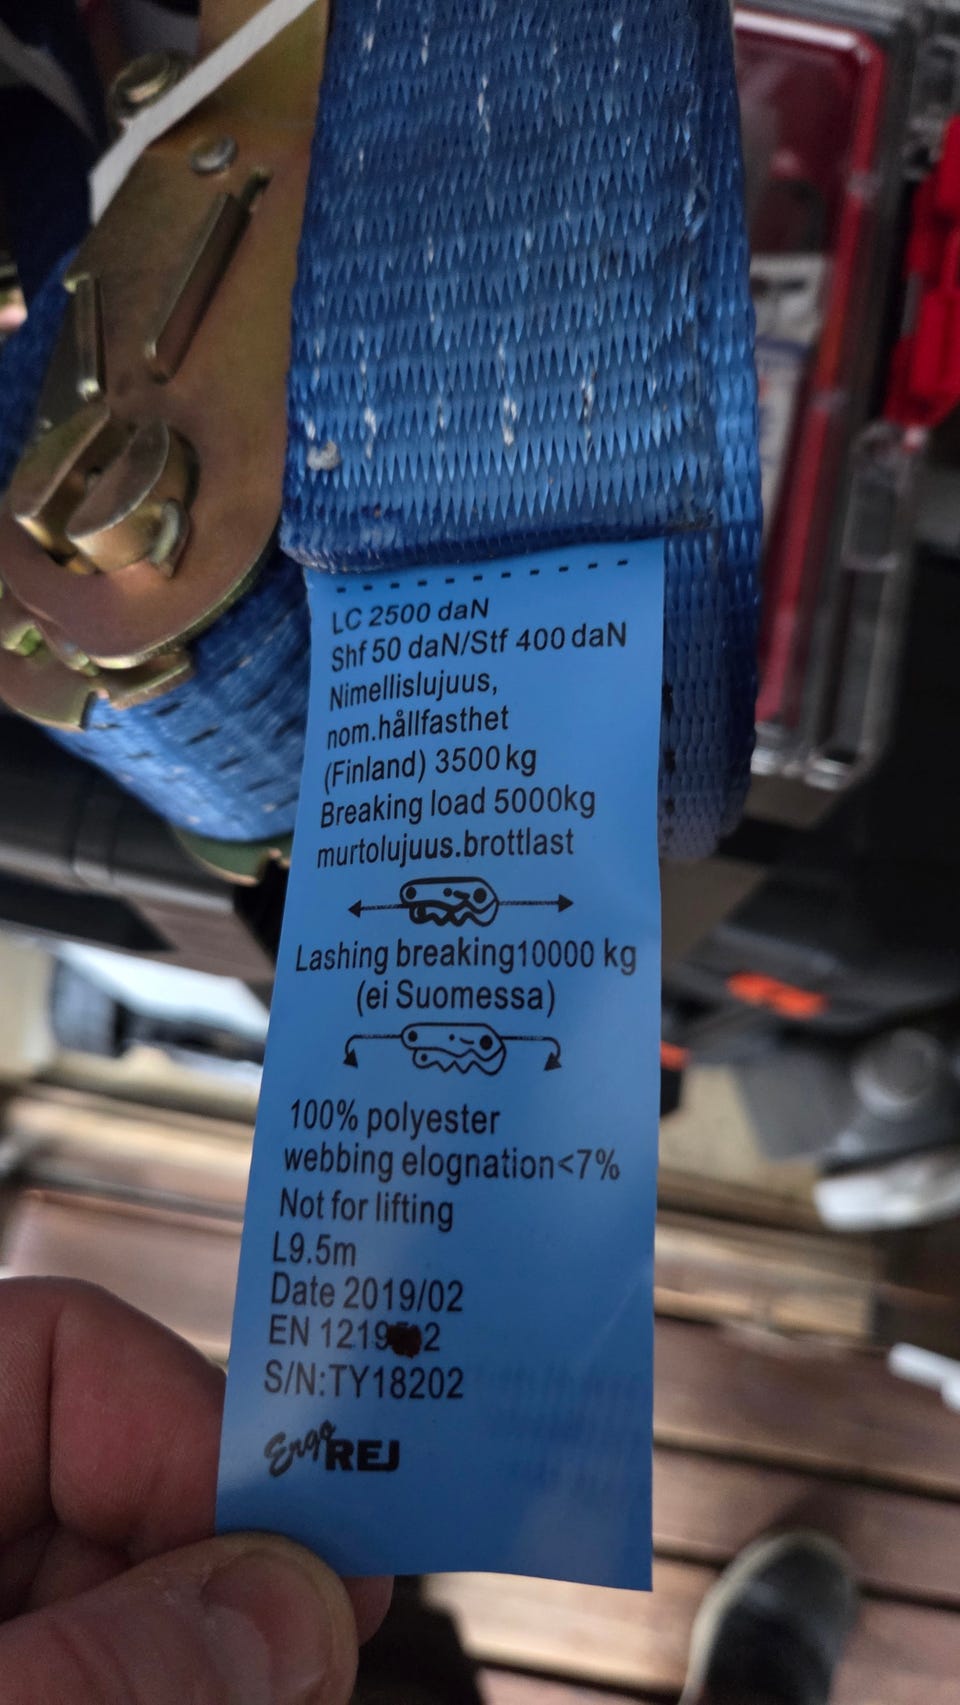 LC 2500 daN
Shf 50 daN/Stf 400 daN
Nimellislujuus,
nom.hållfasthet
(Finland) 3500 kg
Breaking load 5000kg
murtolujuus.brottlast
Lashing breaking10000 kg
(ei Suomessa)
100% polyester
webbing elognation<7%
Not for lifting
L9.5m
Date 2019/02
EN
S/N:TY18202
Ergo REJ